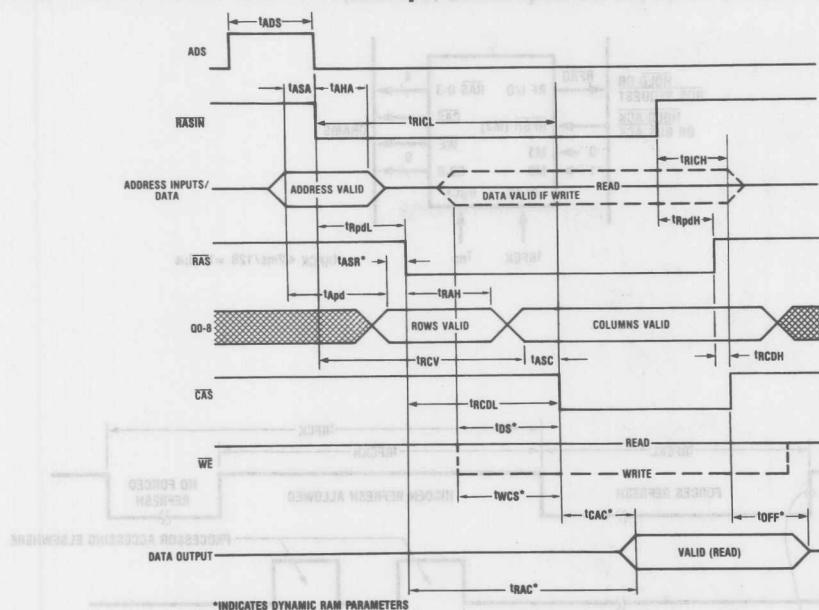 tADS
ADS
tASA
tAHA
RASIN
tRICL
tRICH
ADDRESS INPUTS/
DATA
ADDRESS VALID
READ
DATA VALID IF WRITE
tRpdL
tRpdH
RAS
tASR*
tApd
tRAH
Q0-8
ROWS VALID
COLUMNS VALID
tRCV
tASC
tRCDH
CAS
tRCDL
tDS*
READ
WE
WRITE
tWCS*
tCAC*
tOFF*
DATA OUTPUT
VALID (READ)
tRAC*
*INDICATES DYNAMIC RAM PARAMETERS